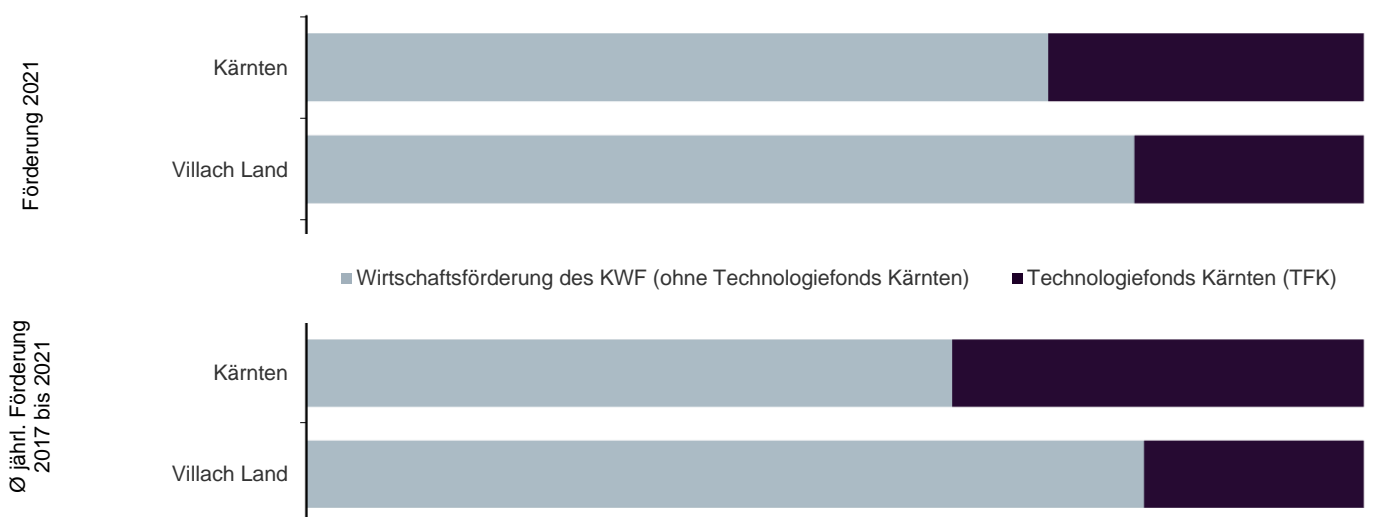 Förderung 2021
Kärnten
Villach Land
Wirtschaftsförderung des KWF (ohne Technologiefonds Kärnten)
Technologiefonds Kärnten (TFK)
Ø jährl. Förderung
2017 bis 2021
Kärnten
Villach Land